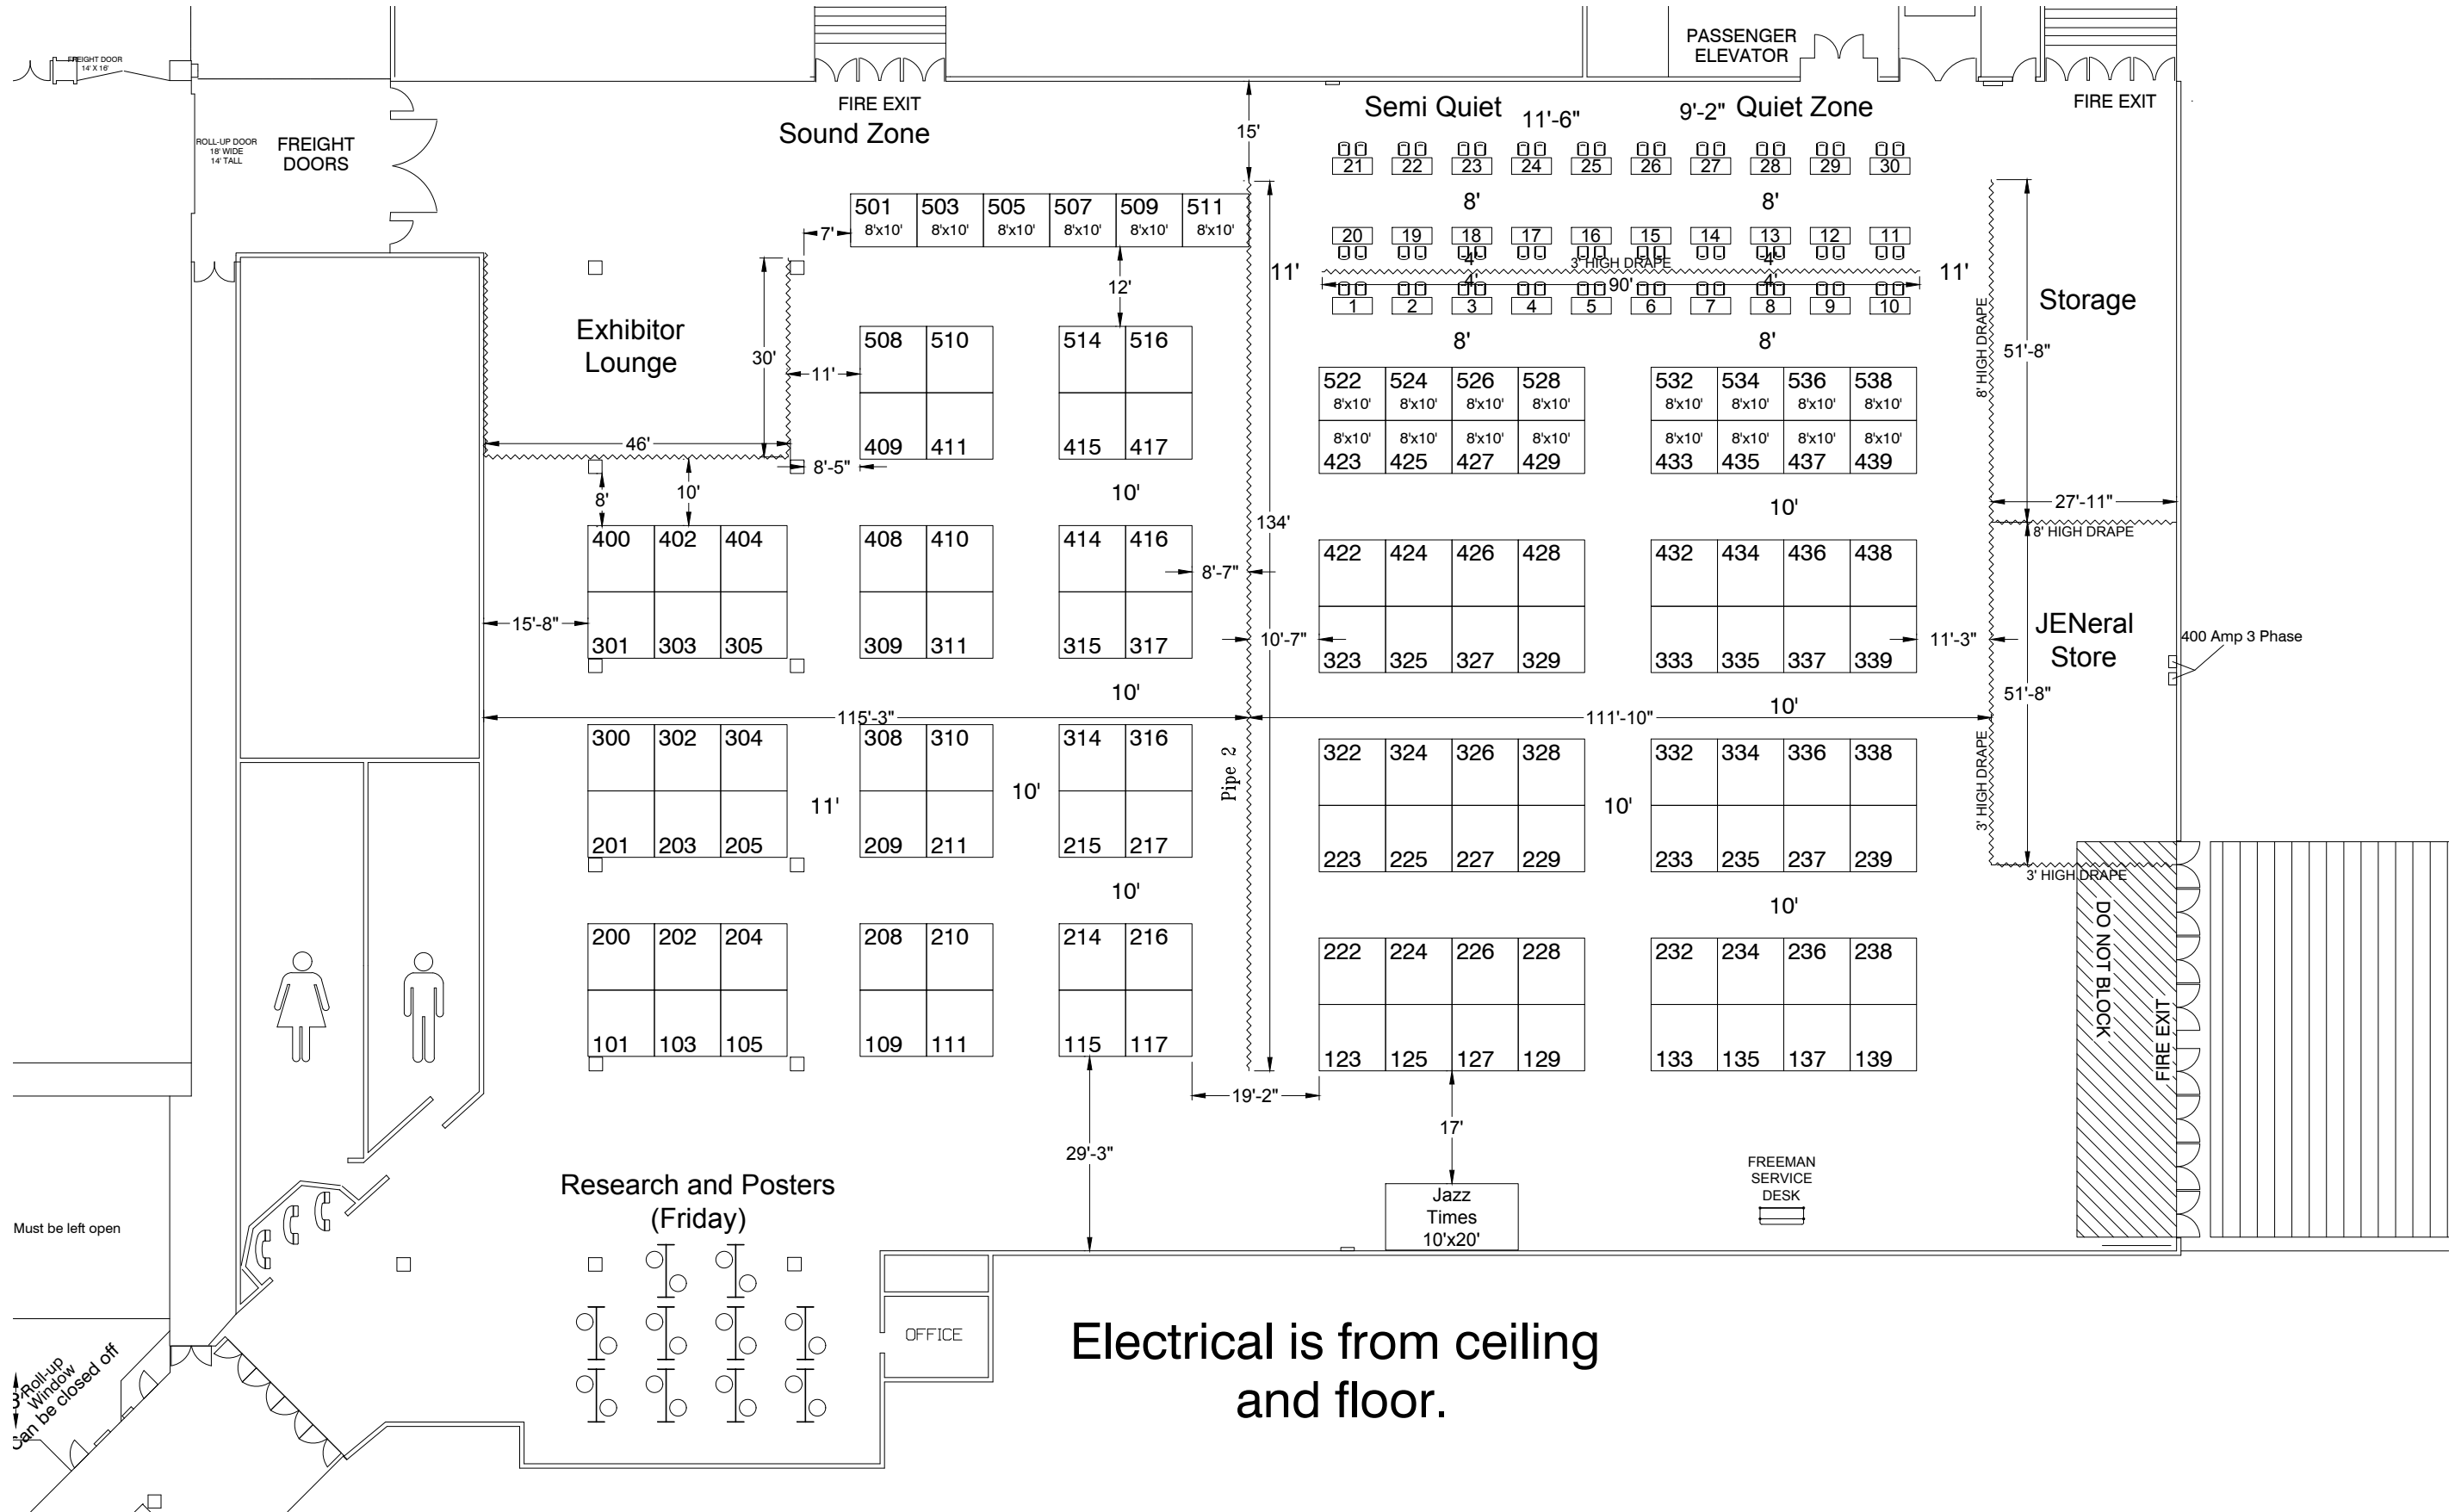 FREIGHT DOOR
14' X 16'
PASSENGER
ELEVATOR
FIRE EXIT
Sound Zone
15'
Semi Quiet
11'-6"
9'-2"
Quiet Zone
FIRE EXIT
ROLL-UP DOOR
18' WIDE
14' TALL
FREIGHT
DOORS
21 22 23 24 25 26 27 28 29 30
8' 8'
501 503 505 507 509 511
8'x10' 8'x10' 8'x10' 8'x10' 8'x10' 8'x10'
7'
20 19 18 17 16 15 14 13 12 11
4' 4'
3' HIGH DRAPE
11' 11'
4' 4'
90'
12'
1 2 3 4 5 6 7 8 9 10
Storage
8' HIGH DRAPE
51'-8"
Exhibitor
Lounge
30'
11'
508 510 514 516
8' 8'
522 524 526 528 532 534 536 538
8'x10' 8'x10' 8'x10' 8'x10' 8'x10' 8'x10' 8'x10' 8'x10'
8'x10' 8'x10' 8'x10' 8'x10' 8'x10' 8'x10' 8'x10' 8'x10'
46'
409 411 415 417
423 425 427 429 433 435 437 439
8'-5"
8'
10'
10'
10'
27'-11"
134'
8' HIGH DRAPE
400 402 404 408 410 414 416
422 424 426 428 432 434 436 438
8'-7"
15'-8"
301 303 305 309 311 315 317
10'-7"
323 325 327 329 333 335 337 339
11'-3"
JENeral
Store
400 Amp 3 Phase
51'-8"
10'
10'
115'-3"
111'-10"
300 302 304 308 310 314 316
322 324 326 328 332 334 336 338
Pipe 2
3' HIGH DRAPE
11'
10'
10'
201 203 205 209 211 215 217
223 225 227 229 233 235 237 239
3' HIGH DRAPE
10'
10'
DO NOT BLOCK
FIRE EXIT
200 202 204 208 210 214 216
222 224 226 228 232 234 236 238
101 103 105 109 111 115 117
123 125 127 129 133 135 137 139
19'-2"
17'
29'-3"
FREEMAN
SERVICE
DESK
Research and Posters
(Friday)
Jazz
Times
10'x20'
Must be left open
OFFICE
Roll-up
Window
Can be closed off
Electrical is from ceiling
and floor.